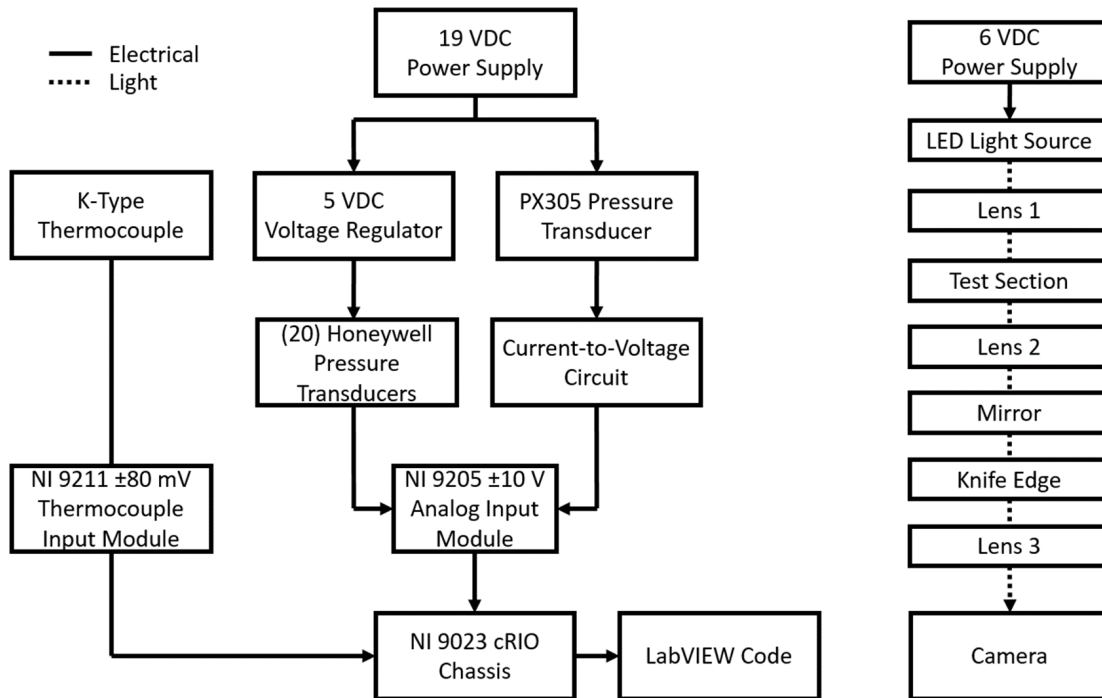 Electrical
Light
19 VDC
Power Supply
6 VDC
Power Supply
LED Light Source
K-Type
Thermocouple
5 VDC
Voltage Regulator
PX305 Pressure
Transducer
Lens 1
Test Section
(20) Honeywell
Pressure
Transducers
Current-to-Voltage
Circuit
Lens 2
Mirror
NI 9211 ±80 mV
Thermocouple
Input Module
NI 9205 ±10 V
Analog Input
Module
Knife Edge
Lens 3
NI 9023 cRIO
Chassis
LabVIEW Code
Camera